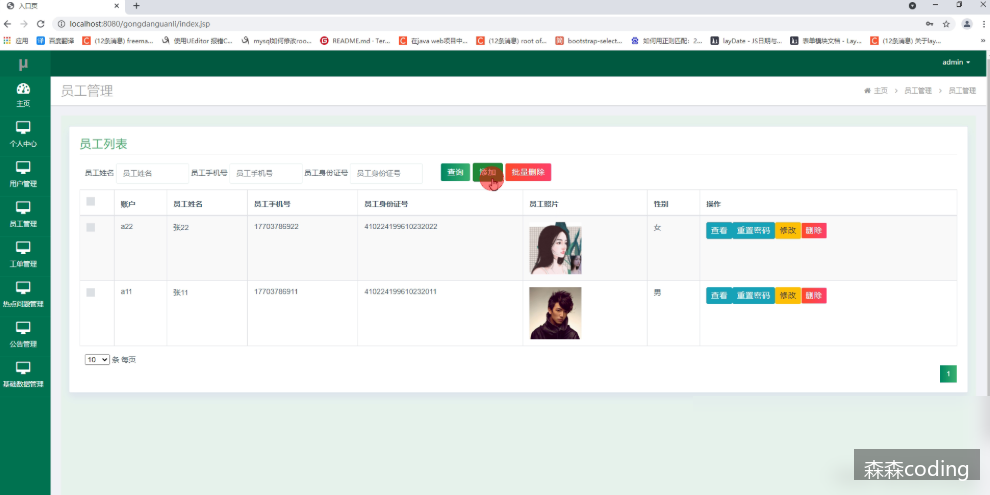 入口页
localhost:8080/gongdanguanli/index.jsp
应用 百度翻译 (12条消息) freema... 使用UEditor 报错C... mysql如何修改roo... README.md · Ter... 在java web项目中... (12条消息) root of... bootstrap-select... 如何用正则匹配：2... layDate - JS日期与... 表单模块文档 - Lay... (12条消息) 关于lay... »
μ
admin
主页
个人中心
用户管理
员工管理
工单管理
热点问题管理
公告管理
基础数据管理
员工管理
主页 > 员工管理 > 员工管理
员工列表
员工姓名 员工姓名 员工手机号 员工手机号 员工身份证号 员工身份证号 查询 添加 批量删除
账户 员工姓名 员工手机号 员工身份证号 员工照片 性别 操作
a22 张22 17703786922 410224199610232022 女 查看 重置密码 修改 删除
a11 张11 17703786911 410224199610232011 男 查看 重置密码 修改 删除
10 条 每页
1
森森coding